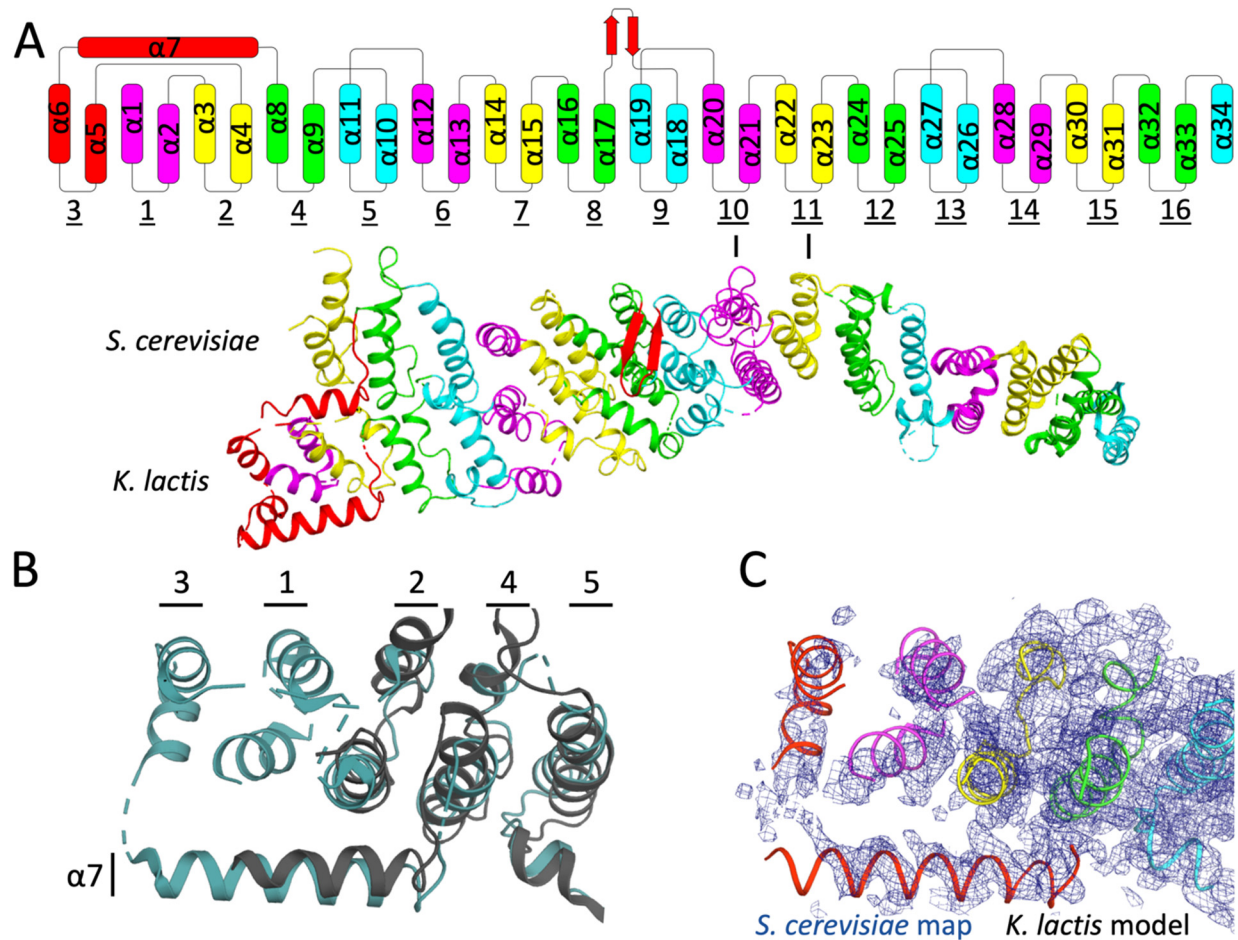 A
α7
α6 α5 α1 α2 α3 α4 α8 α9 α11 α10 α12 α13 α14 α15 α16 α17 α19 α18 α20 α21 α22 α23 α24 α25 α27 α26 α28 α29 α30 α31 α32 α33 α34
3 1 2 4 5 6 7 8 9 10 11 12 13 14 15 16
S. cerevisiae
K. lactis
B
3 1 2 4 5
α7
C
S. cerevisiae map K. lactis model